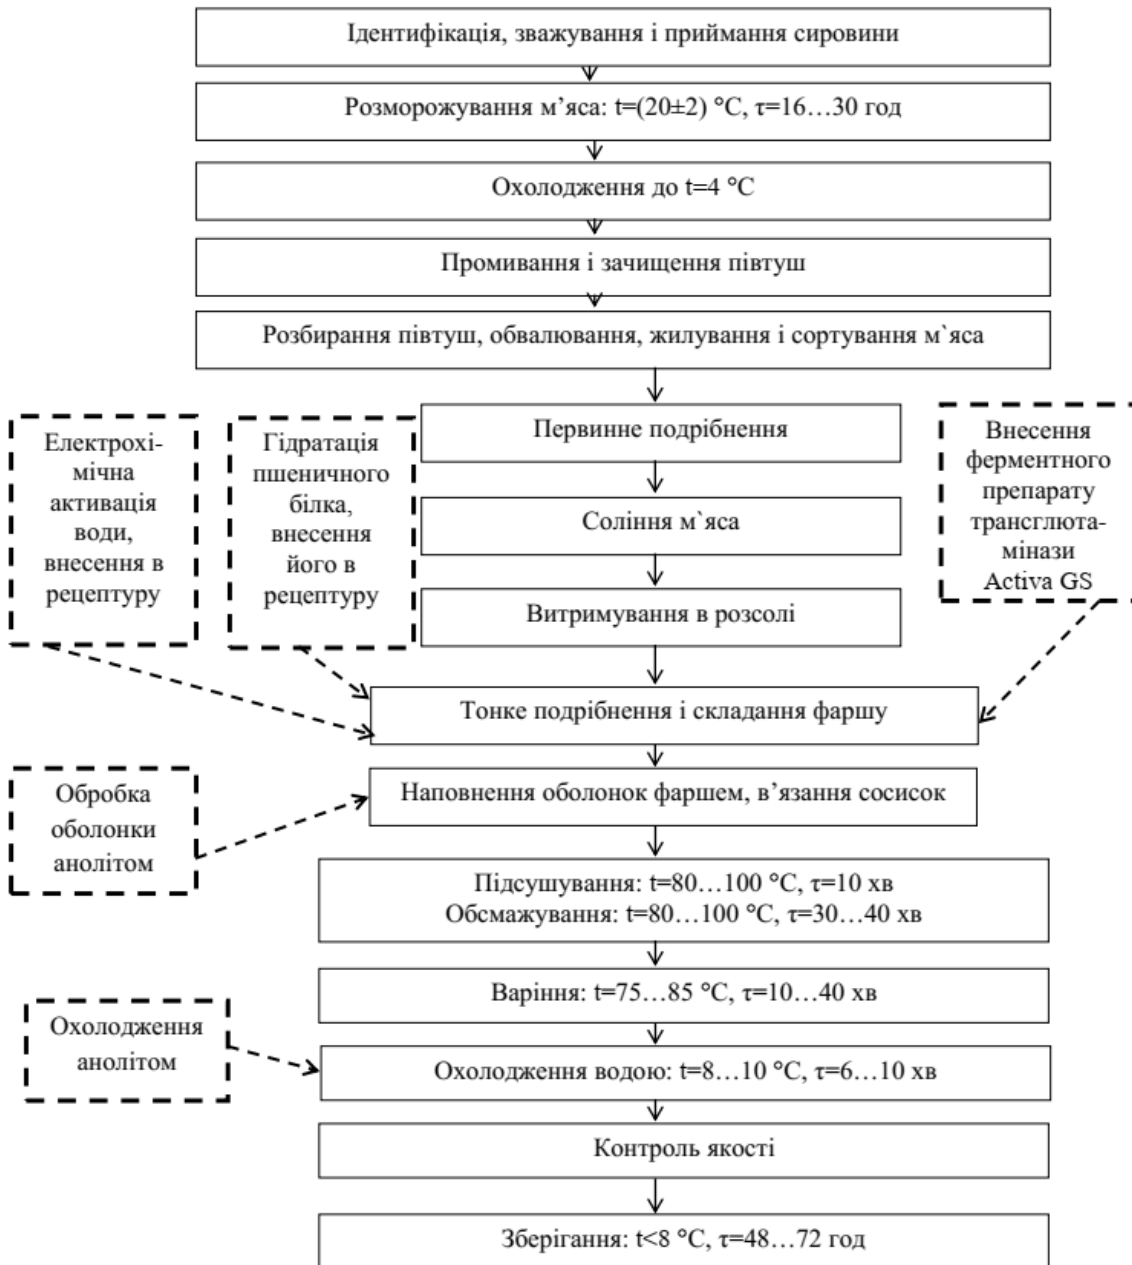 Ідентифікація, зважування і приймання сировини
Розморожування м’яса: t=(20±2) °С, τ=16…30 год
Охолодження до t=4 °С
Промивання і зачищення півтуш
Розбирання півтуш, обвалювання, жилування і сортування м`яса
Електрохі-
мічна
активація
води,
внесення в
рецептуру
Гідратація
пшеничного
білка,
внесення
його в
рецептуру
Первинне подрібнення
Соління м`яса
Витримування в розсолі
Внесення
ферментного
препарату
трансглюта-
мінази
Activa GS
Тонке подрібнення і складання фаршу
Обробка
оболонки
анолітом
Наповнення оболонок фаршем, в’язання сосисок
Підсушування: t=80…100 °С, τ=10 хв
Обсмажування: t=80…100 °С, τ=30…40 хв
Варіння: t=75…85 °С, τ=10…40 хв
Охолодження
анолітом
Охолодження водою: t=8…10 °С, τ=6…10 хв
Контроль якості
Зберігання: t<8 °С, τ=48…72 год